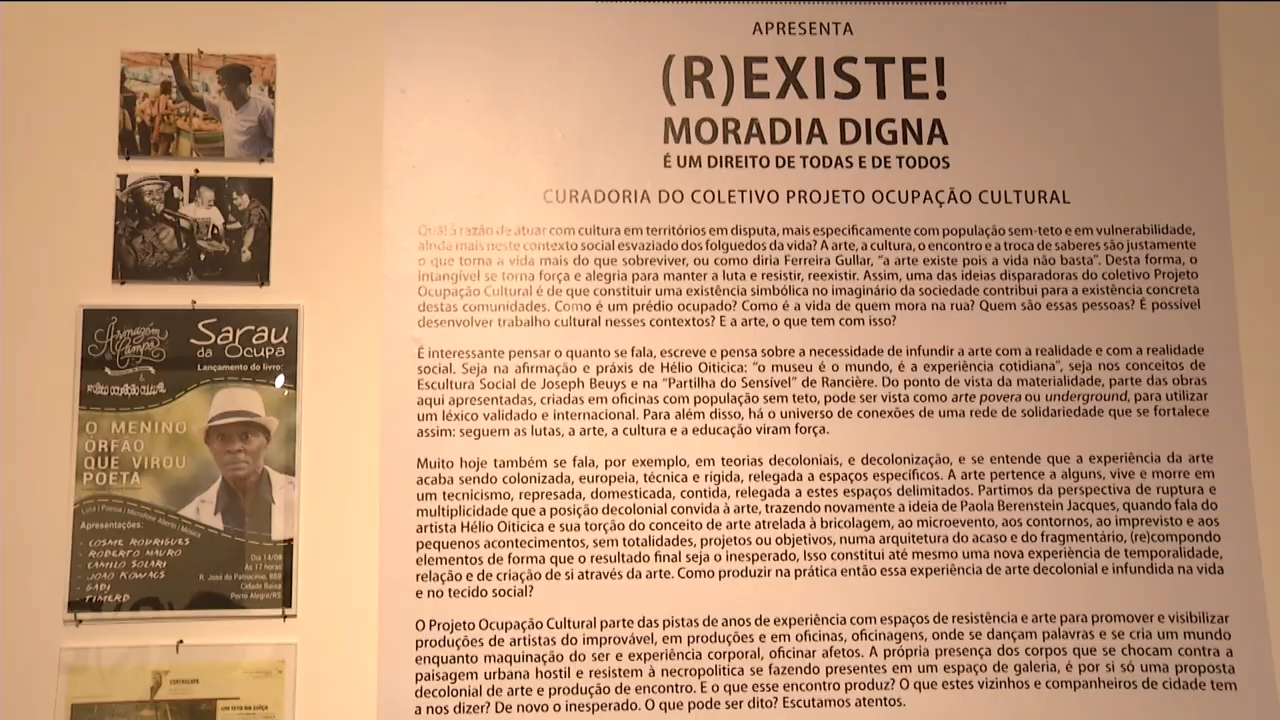 APRESENTA
(R)EXISTE!
MORADIA DIGNA
É UM DIREITO DE TODAS E DE TODOS
CURADORIA DO COLETIVO PROJETO OCUPAÇÃO CULTURAL
Qual a razão de atuar com cultura em territórios em disputa, mais especificamente com população sem-teto e em vulnerabilidade,
ainda mais neste contexto social esvaziado dos folguedos da vida? A arte, a cultura, o encontro e a troca de saberes são justamente
o que torna a vida mais do que sobreviver, ou como diria Ferreira Gullar, “a arte existe pois a vida não basta”. Desta forma, o
intangível se torna força e alegria para manter a luta e resistir, reexistir. Assim, uma das ideias disparadoras do coletivo Projeto
Ocupação Cultural é de que constituir uma existência simbólica no imaginário da sociedade contribui para a existência concreta
destas comunidades. Como é um prédio ocupado? Como é a vida de quem mora na rua? Quem são essas pessoas? É possível
desenvolver trabalho cultural nesses contextos? E a arte, o que tem com isso?
É interessante pensar o quanto se fala, escreve e pensa sobre a necessidade de infundir a arte com a realidade e com a realidade
social. Seja na afirmação e práxis de Hélio Oiticica: “o museu é o mundo, é a experiência cotidiana”, seja nos conceitos de
Escultura Social de Joseph Beuys e na “Partilha do Sensível” de Rancière. Do ponto de vista da materialidade, parte das obras
aqui apresentadas, criadas em oficinas com população sem teto, pode ser vista como arte povera ou underground, para utilizar
um léxico validado e internacional. Para além disso, há o universo de conexões de uma rede de solidariedade que se fortalece
assim: seguem as lutas, a arte, a cultura e a educação viram força.
Muito hoje também se fala, por exemplo, em teorias decoloniais, e decolonização, e se entende que a experiência da arte
acaba sendo colonizada, europeia, técnica e rígida, relegada a espaços específicos. A arte pertence a alguns, vive e morre em
um tecnicismo, represada, domesticada, contida, relegada a estes espaços delimitados. Partimos da perspectiva de ruptura e
multiplicidade que a posição decolonial convida à arte, trazendo novamente a ideia de Paola Berenstein Jacques, quando fala do
artista Hélio Oiticica e sua torção do conceito de arte atrelada à bricolagem, ao microevento, aos contornos, ao imprevisto e aos
pequenos acontecimentos, sem totalidades, projetos ou objetivos, numa arquitetura do acaso e do fragmentário, (re)compondo
elementos de forma que o resultado final seja o inesperado, Isso constitui até mesmo uma nova experiência de temporalidade,
relação e de criação de si através da arte. Como produzir na prática então essa experiência de arte decolonial e infundida na vida
e no tecido social?
O Projeto Ocupação Cultural parte das pistas de anos de experiência com espaços de resistência e arte para promover e visibilizar
produções de artistas do improvável, em produções e em oficinas, oficinagens, onde se dançam palavras e se cria um mundo
enquanto maquinação do ser e experiência corporal, oficinar afetos. A própria presença dos corpos que se chocam contra a
paisagem urbana hostil e resistem à necropolítica se fazendo presentes em um espaço de galeria, é por si só uma proposta
decolonial de arte e produção de encontro. E o que esse encontro produz? O que estes vizinhos e companheiros de cidade tem
a nos dizer? De novo o inesperado. O que pode ser dito? Escutamos atentos.
Armazém
do Campo
&
PROJETO OCUPAÇÃO CULTURAL
Sarau
da Ocupa
Lançamento do livro:
O MENINO
ÓRFÃO
QUE VIROU
POETA
Luta | Poesia | Microfone Aberto | Música
Apresentações:
- COSME RODRIGUES
- ROBERTO MAURO
- CAMILO SOLARI
- JOAO KOWACS
- GABI
- TIMERD
Dia 14/08
Às 17 horas
R. José do Patrocínio, 888
Cidade Baixa
Porto Alegre/RS
CONTRACAPA